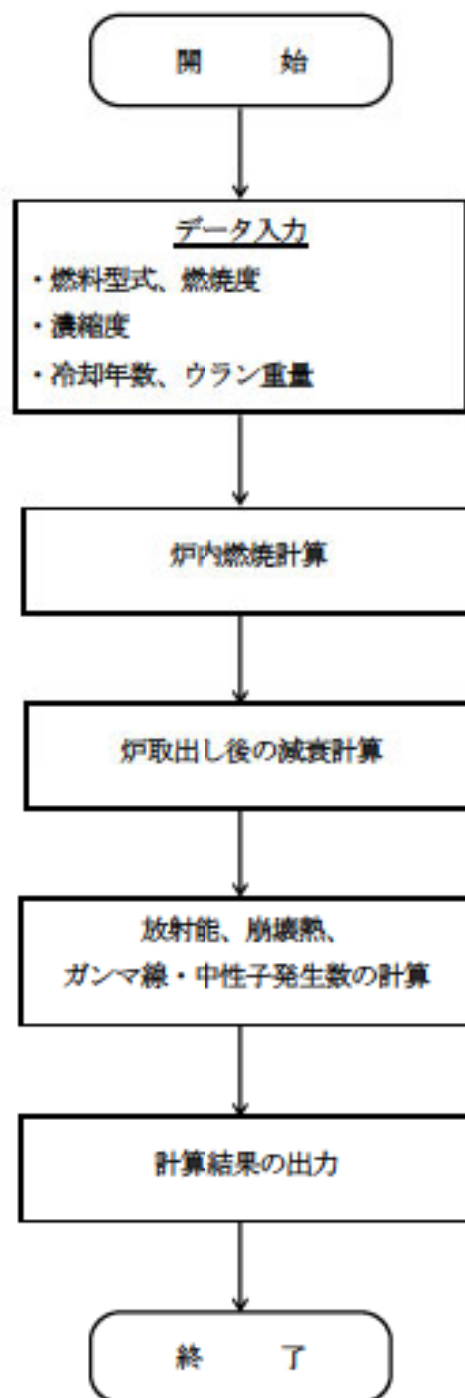 開　始
データ入力
・燃料型式、燃焼度
・濃縮度
・冷却年数、ウラン重量
炉内燃焼計算
炉取出し後の減衰計算
放射能、崩壊熱、
ガンマ線・中性子発生数の計算
計算結果の出力
終　了